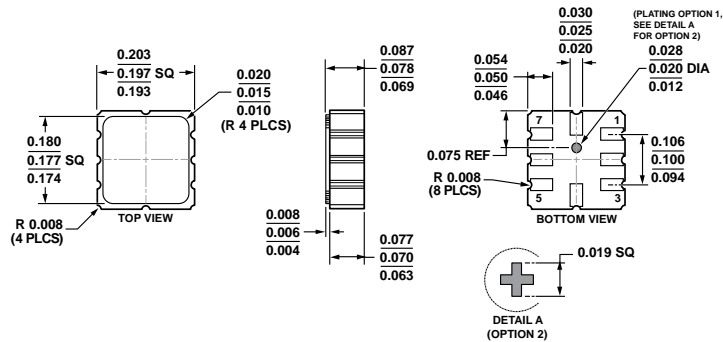 0.203
0.197 SQ
0.193
0.020
0.015
0.010
(R 4 PLCS)
0.180
0.177 SQ
0.174
R 0.008
(4 PLCS)
TOP VIEW
0.087
0.078
0.069
0.008
0.006
0.004
0.077
0.070
0.063
0.030
0.025
0.020
(PLATING OPTION 1,
SEE DETAIL A
FOR OPTION 2)
0.054
0.050
0.046
0.028
0.020 DIA
0.012
7
1
0.075 REF
0.106
0.100
0.094
R 0.008
(8 PLCS)
5
3
BOTTOM VIEW
0.019 SQ
DETAIL A
(OPTION 2)